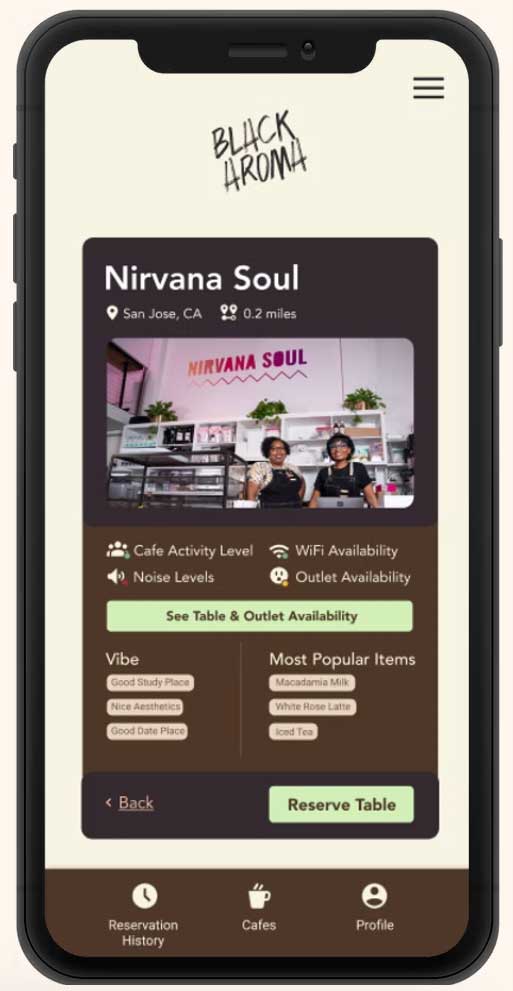 BLACK
AROMA
Nirvana Soul
San Jose, CA 0.2 miles
NIRVANA SOUL
Cafe Activity Level WiFi Availability
Noise Levels Outlet Availability
See Table & Outlet Availability
Vibe Most Popular Items
Good Study Place Macadamia Milk
Nice Aesthetics White Rose Latte
Good Date Place Iced Tea
< Back Reserve Table
Reservation
History Cafes Profile